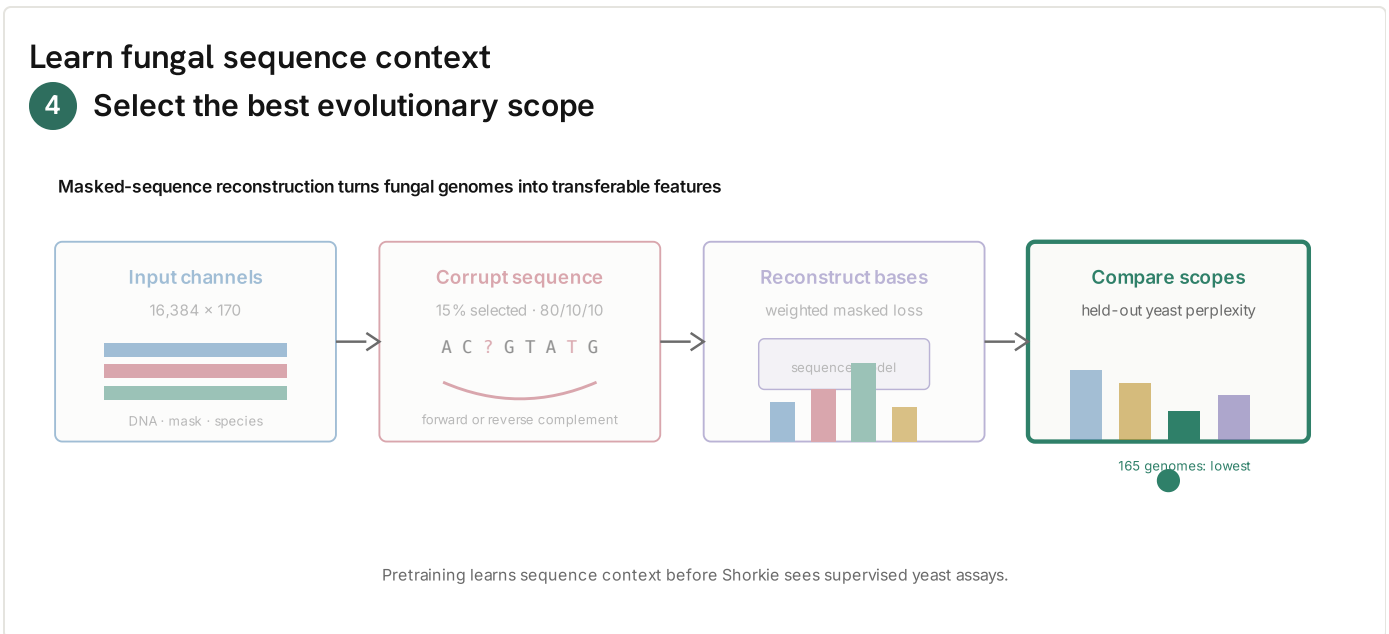 Learn fungal sequence context
4 Select the best evolutionary scope
Masked-sequence reconstruction turns fungal genomes into transferable features
Input channels
16,384 × 170
DNA · mask · species
Corrupt sequence
15% selected · 80/10/10
A C ? G T A T G
forward or reverse complement
Reconstruct bases
weighted masked loss
sequence
Compare scopes
held-out yeast perplexity
165 genomes: lowest
Pretraining learns sequence context before Shorkie sees supervised yeast assays.